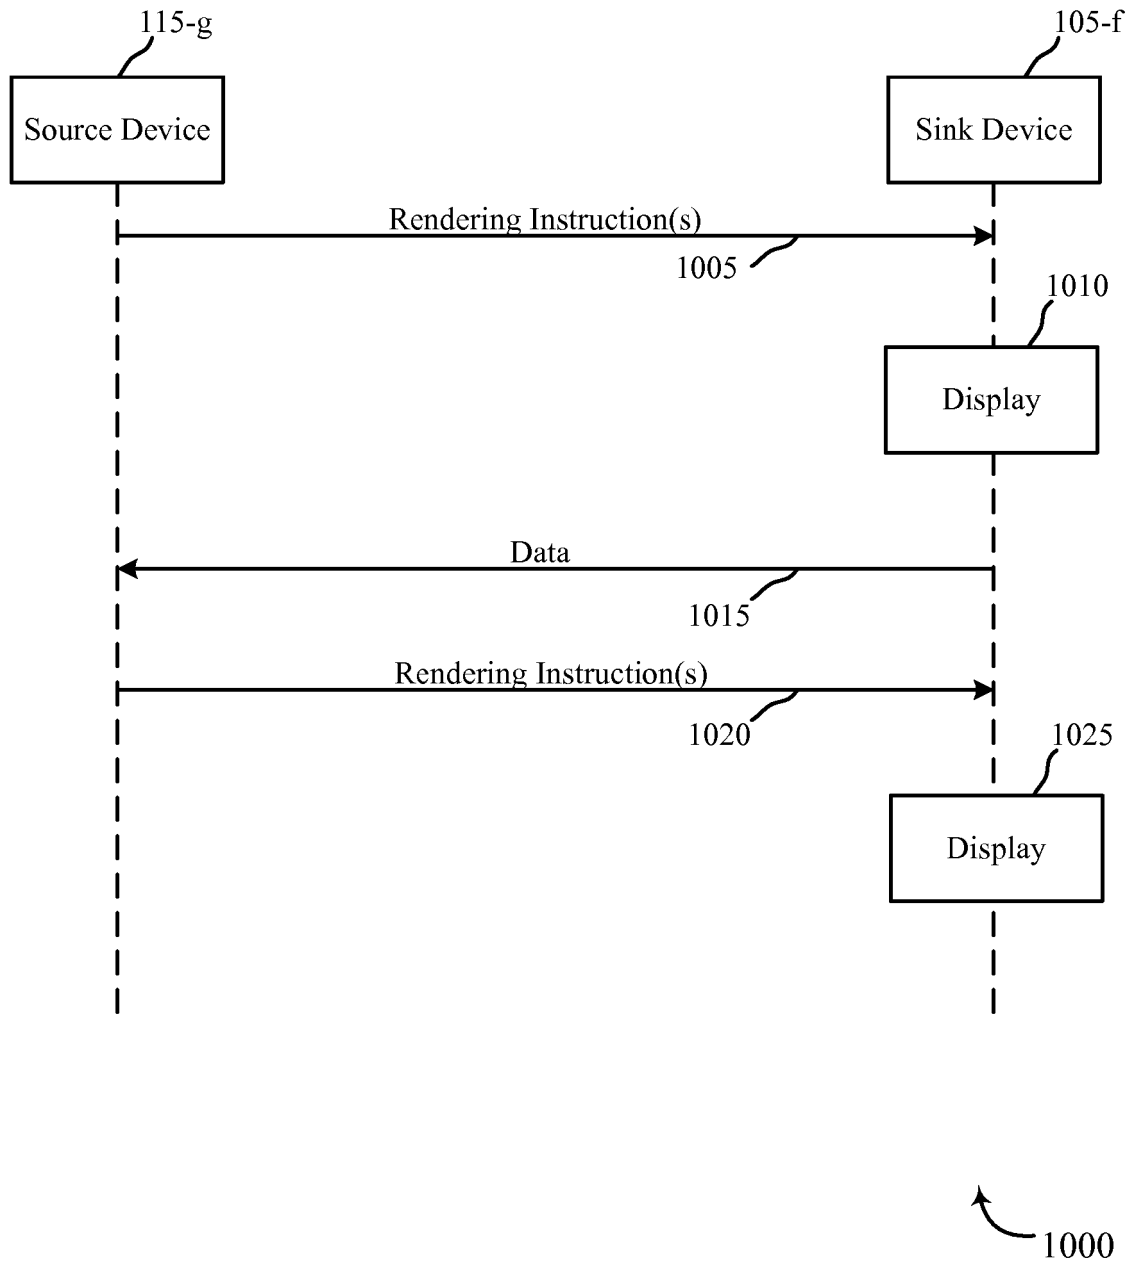 115-g
105-f
Source Device
Sink Device
Rendering Instruction(s)
1005
1010
Display
Data
1015
Rendering Instruction(s)
1020
1025
Display
1000